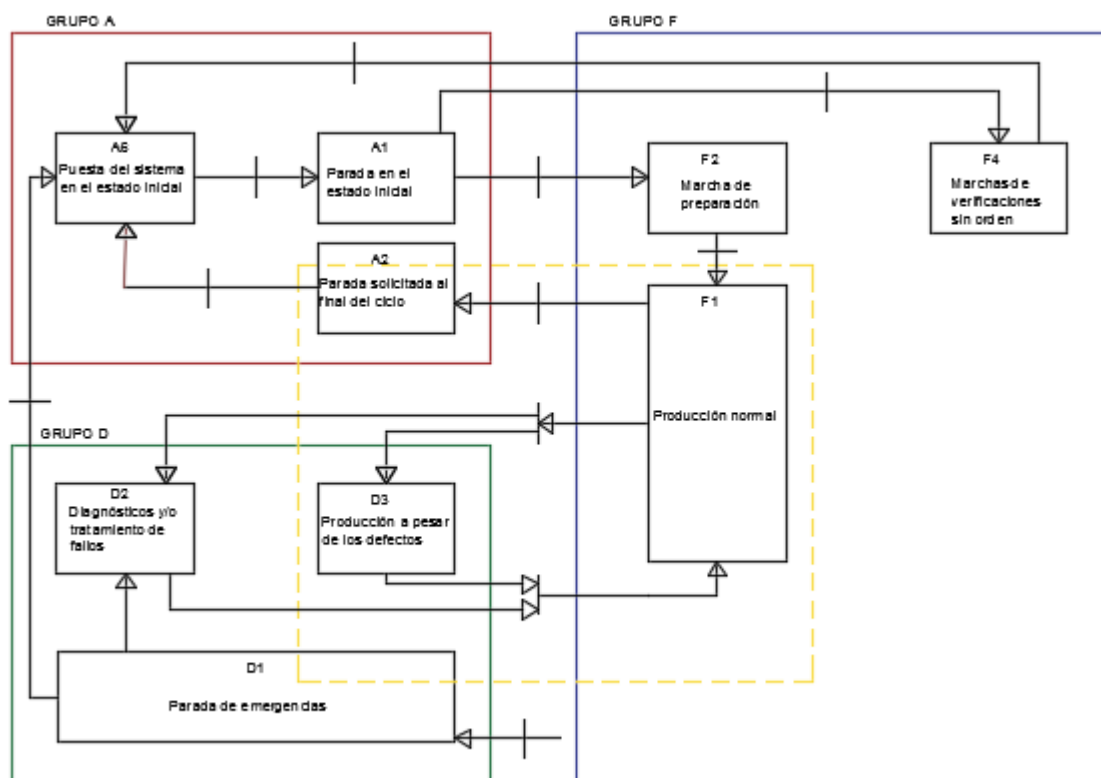 GRUPO A
GRUPO F
A6
Puesta del sistema
en el estado inicial
A1
Parada en el
estado inicial
F2
Marcha de
preparación
F4
Marchas de
verificaciones
sin orden
A2
Parada solicitada al
final del ciclo
F1
Producción normal
GRUPO D
D2
Diagnósticos y/o
tratamiento de
fallos
D3
Producción a pesar
de los defectos
D1
Parada de emergencias